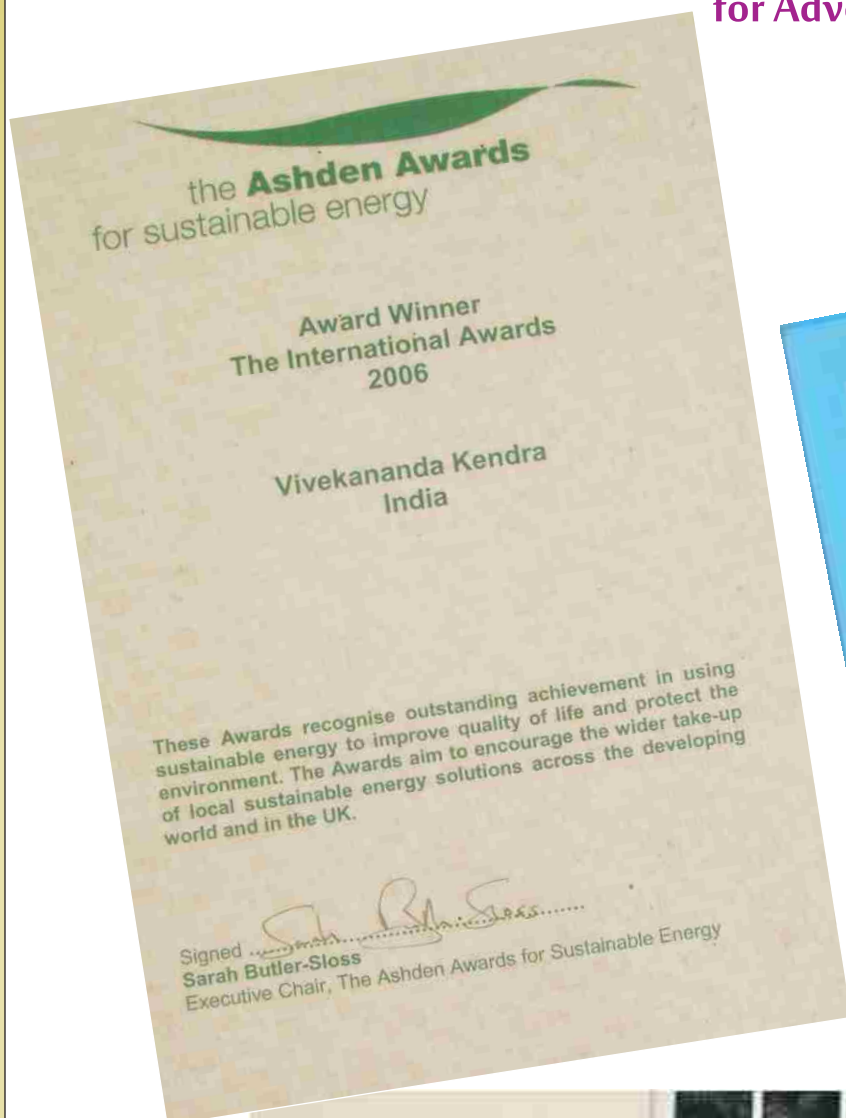 for Adv
the Ashden Awards
for sustainable energy
Award Winner
The International Awards
2006
Vivekananda Kendra
India
These Awards recognise outstanding achievement in using
sustainable energy to improve quality of life and protect the
environment. The Awards aim to encourage the wider take-up
of local sustainable energy solutions across the developing
world and in the UK.
Signed Sarah Butler-Sloss
Sarah Butler-Sloss
Executive Chair, The Ashden Awards for Sustainable Energy